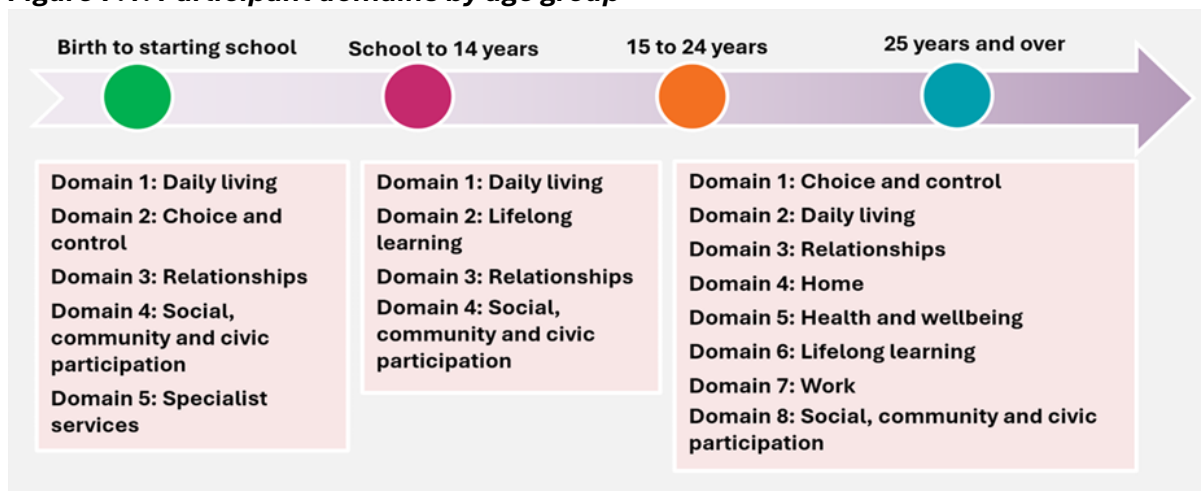 Birth to starting school
School to 14 years
15 to 24 years
25 years and over
Domain 1: Daily living
Domain 2: Choice and
control
Domain 3: Relationships
Domain 4: Social,
community and civic
participation
Domain 5: Specialist
services
Domain 1: Daily living
Domain 2: Lifelong
learning
Domain 3: Relationships
Domain 4: Social,
community and civic
participation
Domain 1: Choice and control
Domain 2: Daily living
Domain 3: Relationships
Domain 4: Home
Domain 5: Health and wellbeing
Domain 6: Lifelong learning
Domain 7: Work
Domain 8: Social, community and civic
participation